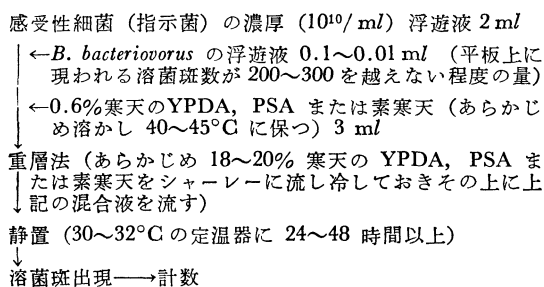 感受性細菌（指示菌）の濃厚（10¹⁰/ml）浮遊液 2ml
←B. bacteriovorus の浮遊液 0.1〜0.01ml（平板上に
現われる溶菌斑数が 200〜300 を越えない程度の量）
←0.6%寒天のYPDA, PSA または素寒天（あらかじ
め溶かし 40〜45°C に保つ）3 ml
重層法（あらかじめ 18〜20% 寒天の YPDA, PSA ま
たは素寒天をシャーレーに流し冷しておきその上に上
記の混合液を流す）
静置（30〜32°Cの定温器に 24〜48 時間以上）
↓
溶菌斑出現→計数